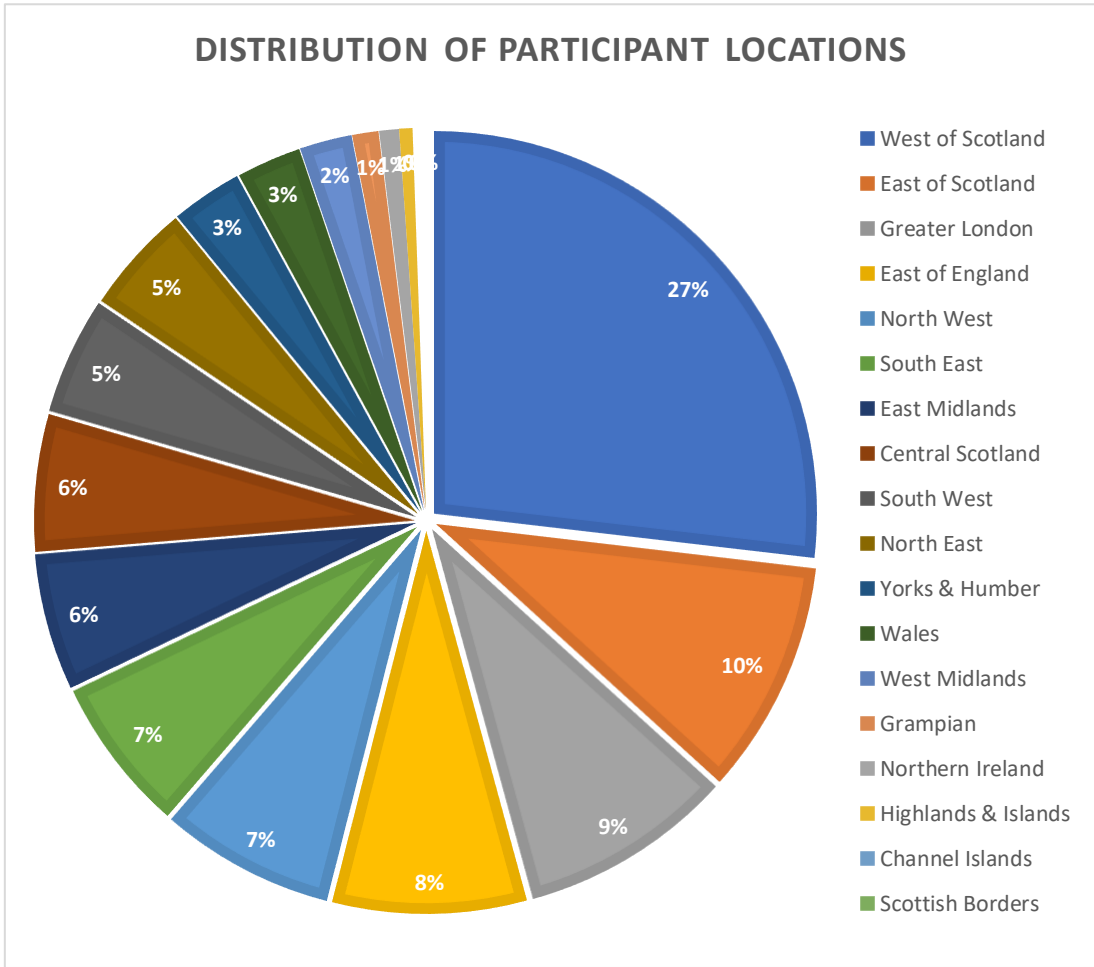 DISTRIBUTION OF PARTICIPANT LOCATIONS
27%
10%
9%
8%
7%
7%
6%
6%
5%
5%
3%
3%
2%
1%
1%
West of Scotland
East of Scotland
Greater London
East of England
North West
South East
East Midlands
Central Scotland
South West
North East
Yorks & Humber
Wales
West Midlands
Grampian
Northern Ireland
Highlands & Islands
Channel Islands
Scottish Borders